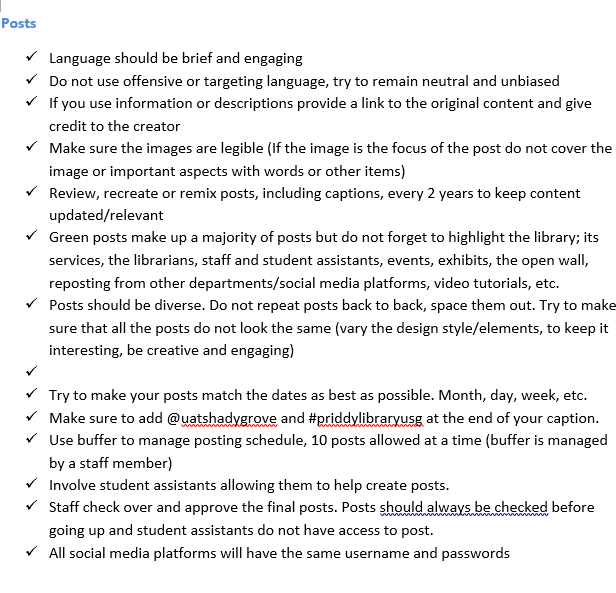 Posts
✓ Language should be brief and engaging
✓ Do not use offensive or targeting language, try to remain neutral and unbiased
✓ If you use information or descriptions provide a link to the original content and give
credit to the creator
✓ Make sure the images are legible (If the image is the focus of the post do not cover the
image or important aspects with words or other items)
✓ Review, recreate or remix posts, including captions, every 2 years to keep content
updated/relevant
✓ Green posts make up a majority of posts but do not forget to highlight the library; its
services, the librarians, staff and student assistants, events, exhibits, the open wall,
reposting from other departments/social media platforms, video tutorials, etc.
✓ Posts should be diverse. Do not repeat posts back to back, space them out. Try to make
sure that all the posts do not look the same (vary the design style/elements, to keep it
interesting, be creative and engaging)
✓
✓ Try to make your posts match the dates as best as possible. Month, day, week, etc.
✓ Make sure to add @uatshadygrove and #priddylibraryusg at the end of your caption.
✓ Use buffer to manage posting schedule, 10 posts allowed at a time (buffer is managed
by a staff member)
✓ Involve student assistants allowing them to help create posts.
✓ Staff check over and approve the final posts. Posts should always be checked before
going up and student assistants do not have access to post.
✓ All social media platforms will have the same username and passwords